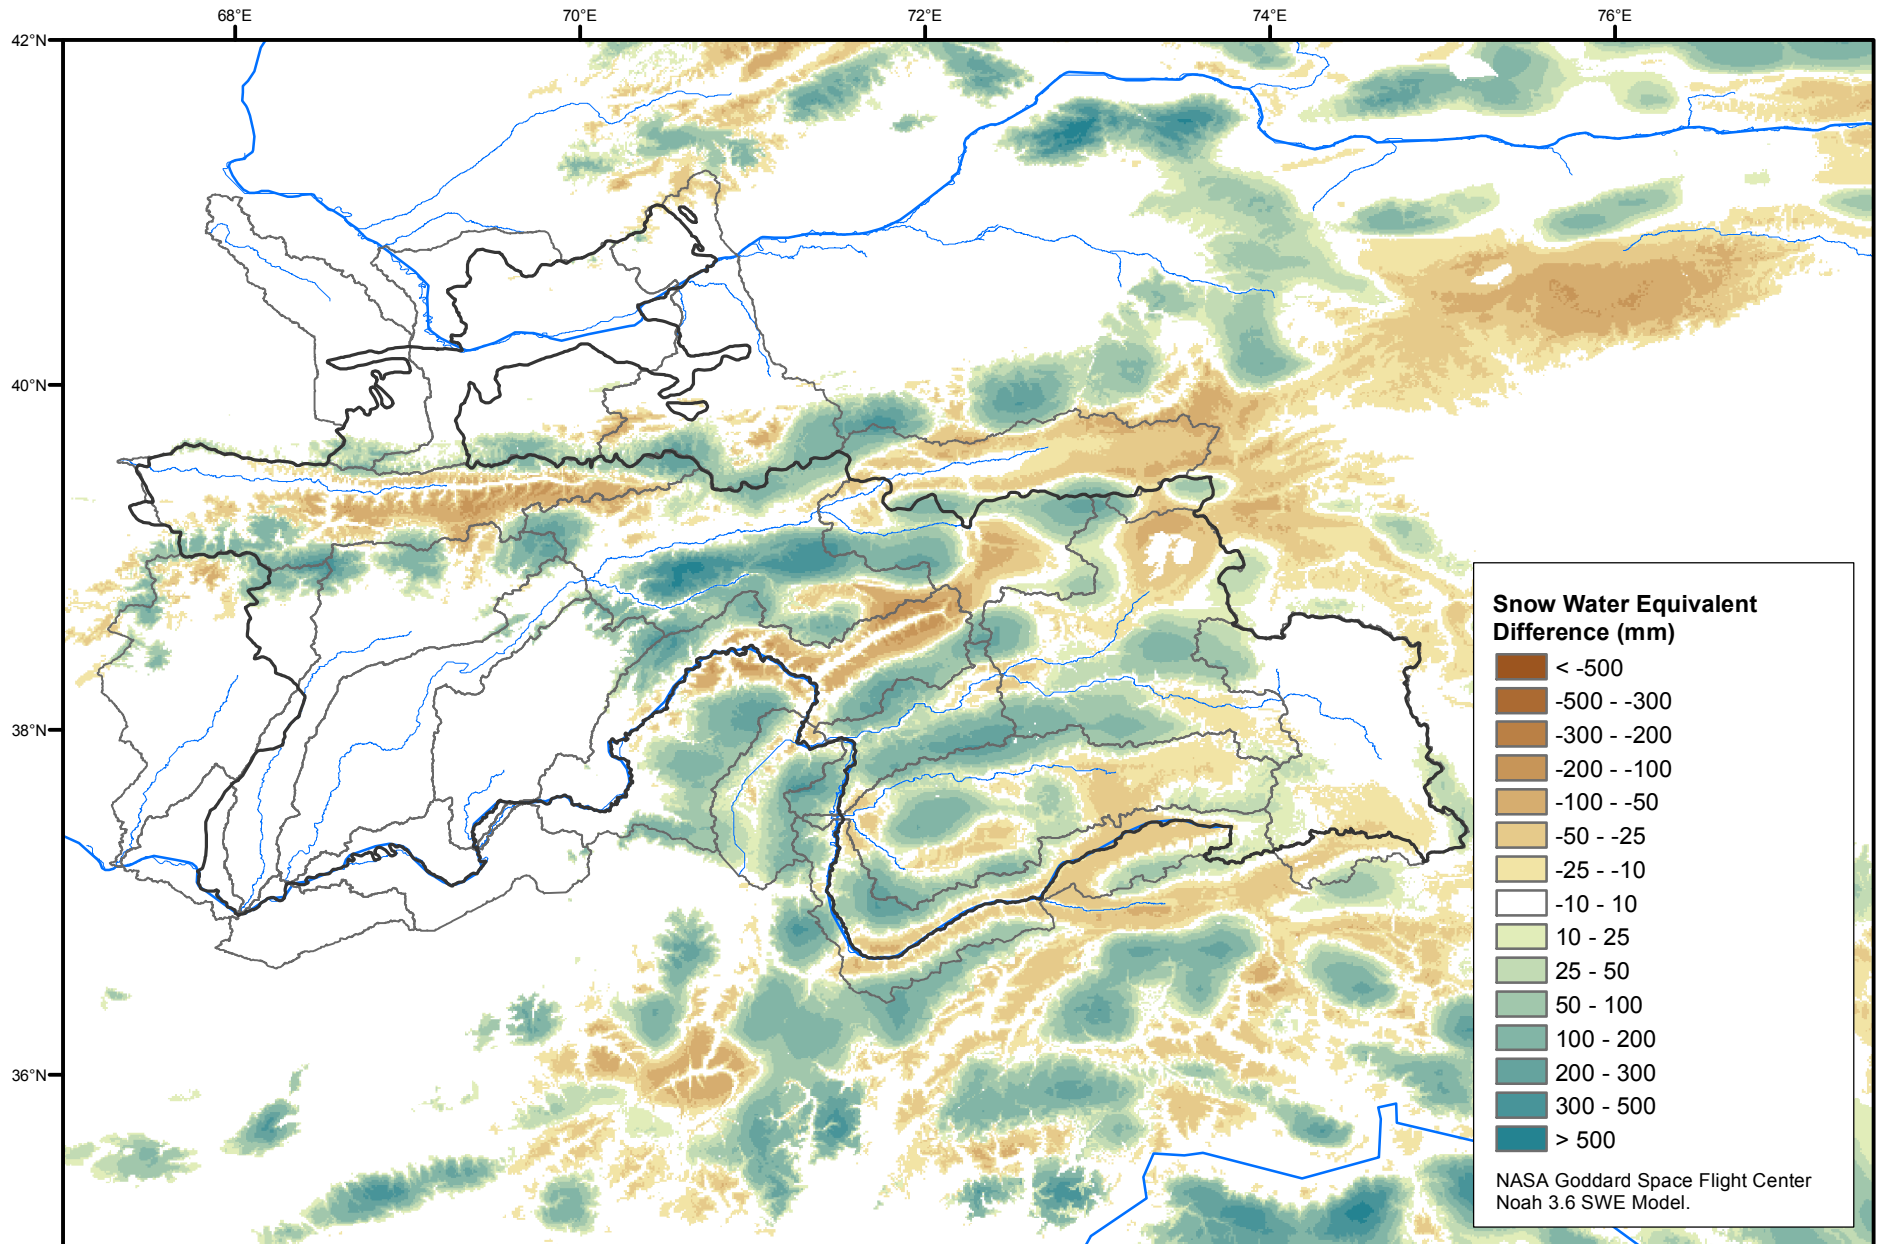 68°E
70°E
72°E
74°E
76°E
42°N
40°N
38°N
36°N
Snow Water Equivalent
Difference (mm)
< -500
-500 - -300
-300 - -200
-200 - -100
-100 - -50
-50 - -25
-25 - -10
-10 - 10
10 - 25
25 - 50
50 - 100
100 - 200
200 - 300
300 - 500
> 500
NASA Goddard Space Flight Center
Noah 3.6 SWE Model.